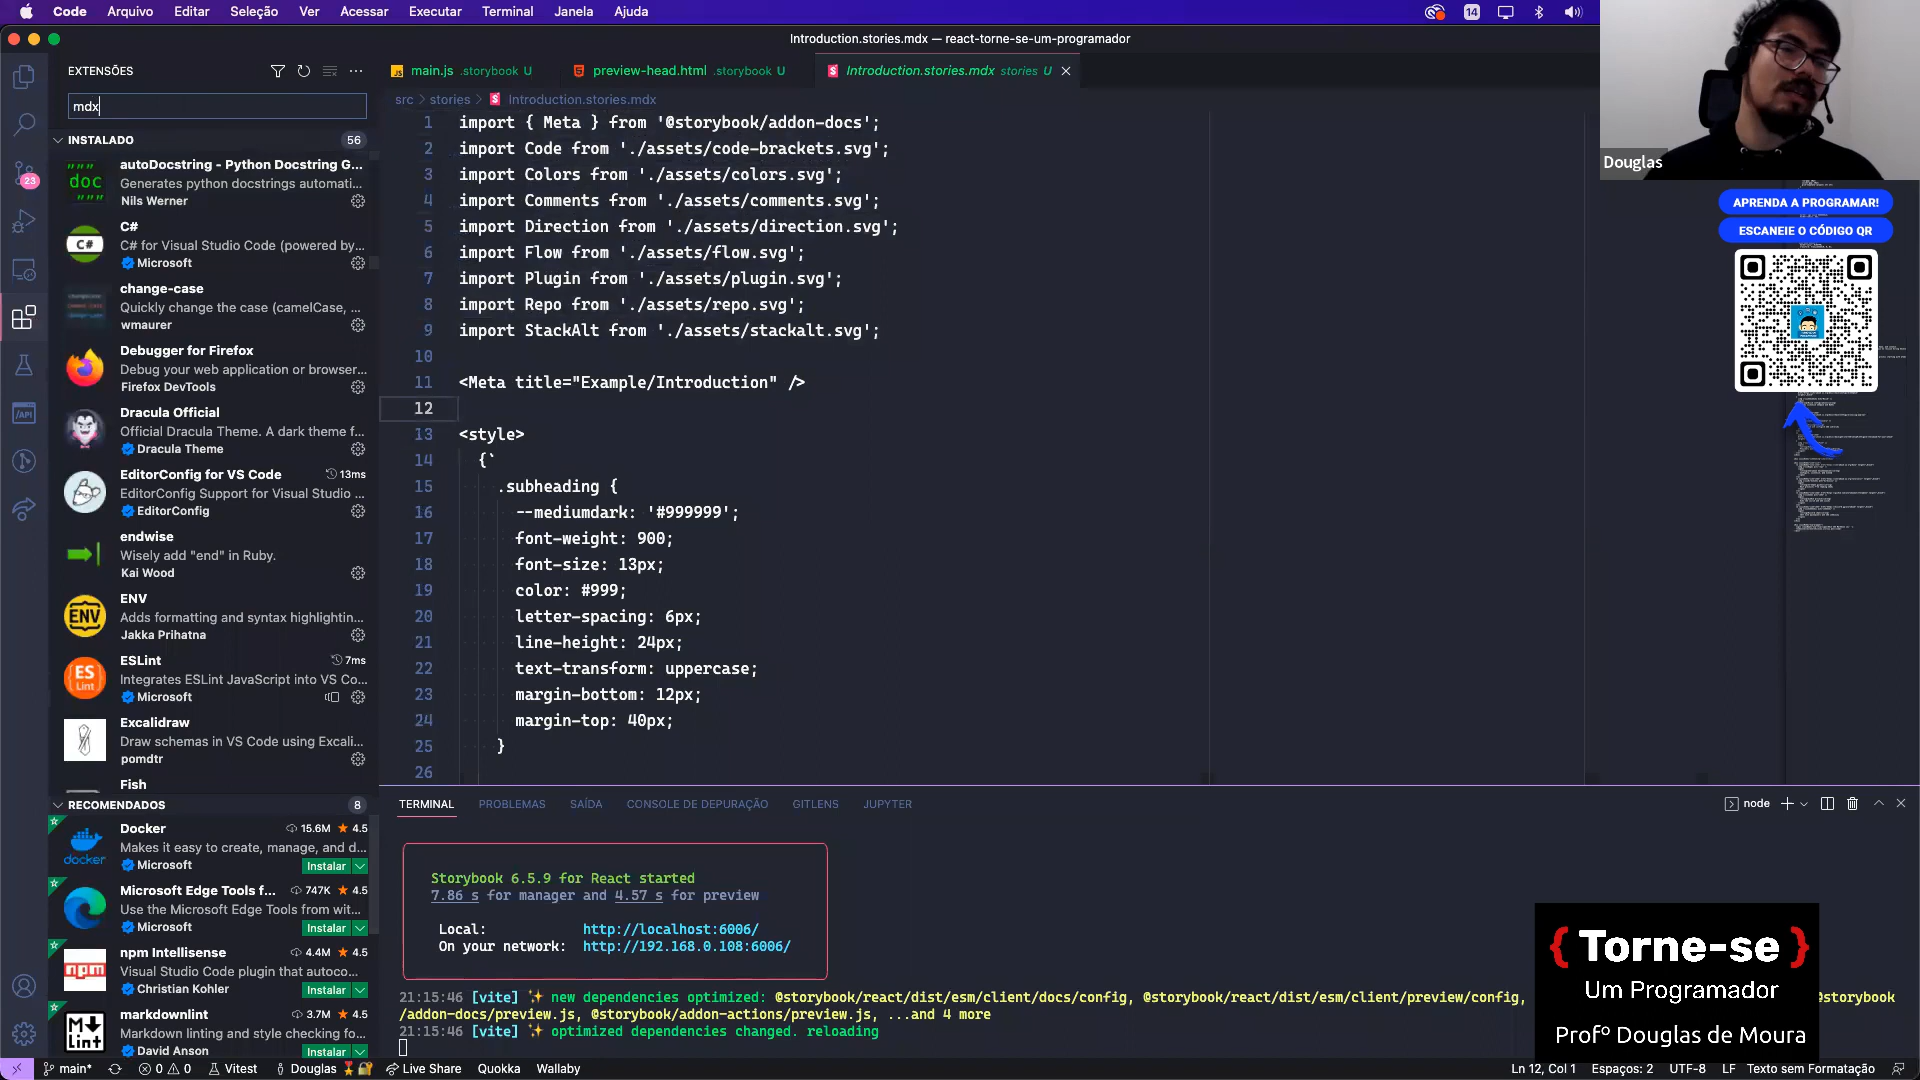 Code Arquivo Editar Seleção Ver Acessar Executar Terminal Janela Ajuda
14
Introduction.stories.mdx — react-torne-se-um-programador
EXTENSÕES
main.js .storybook U
preview-head.html .storybook U
Introduction.stories.mdx stories U
mdx
src > stories > Introduction.stories.mdx
INSTALADO 56
autoDocstring - Python Docstring G...
Generates python docstrings automati...
Nils Werner
C#
C# for Visual Studio Code (powered by...
Microsoft
change-case
Quickly change the case (camelCase, ...
wmaurer
Debugger for Firefox
Debug your web application or browser...
Firefox DevTools
Dracula Official
Official Dracula Theme. A dark theme f...
Dracula Theme
EditorConfig for VS Code 13ms
EditorConfig Support for Visual Studio ...
EditorConfig
endwise
Wisely add "end" in Ruby.
Kai Wood
ENV
Adds formatting and syntax highlightin...
Jakka Prihatna
ESLint 7ms
Integrates ESLint JavaScript into VS Co...
Microsoft
Excalidraw
Draw schemas in VS Code using Excali...
pomdtr
Fish
RECOMENDADOS 8
Docker 15.6M 4.5
Makes it easy to create, manage, and d...
Microsoft Instalar
Microsoft Edge Tools f... 747K 4.5
Use the Microsoft Edge Tools from wit...
Microsoft Instalar
npm Intellisense 4.4M 4.5
Visual Studio Code plugin that autoco...
Christian Kohler Instalar
markdownlint 3.7M 4.5
Markdown linting and style checking fo...
David Anson Instalar
23
1 import { Meta } from '@storybook/addon-docs';
2 import Code from './assets/code-brackets.svg';
3 import Colors from './assets/colors.svg';
4 import Comments from './assets/comments.svg';
5 import Direction from './assets/direction.svg';
6 import Flow from './assets/flow.svg';
7 import Plugin from './assets/plugin.svg';
8 import Repo from './assets/repo.svg';
9 import StackAlt from './assets/stackalt.svg';
10
11 <Meta title="Example/Introduction" />
12
13 <style>
14 {`
15 .subheading {
16 --mediumdark: '#999999';
17 font-weight: 900;
18 font-size: 13px;
19 color: #999;
20 letter-spacing: 6px;
21 line-height: 24px;
22 text-transform: uppercase;
23 margin-bottom: 12px;
24 margin-top: 40px;
25 }
26
Douglas
APRENDA A PROGRAMAR!
ESCANEIE O CÓDIGO QR
TERMINAL PROBLEMAS SAÍDA CONSOLE DE DEPURAÇÃO GITLENS JUPYTER
node
Storybook 6.5.9 for React started
7.86 s for manager and 4.57 s for preview
Local: http://localhost:6006/
On your network: http://192.168.0.108:6006/
21:15:46 [vite] ✨ new dependencies optimized: @storybook/react/dist/esm/client/docs/config, @storybook/react/dist/esm/client/preview/config, @storybook
/addon-docs/preview.js, @storybook/addon-actions/preview.js, ...and 4 more
21:15:46 [vite] ✨ optimized dependencies changed. reloading
{ Torne-se }
Um Programador
Profº Douglas de Moura
main* 0 0 Vitest Douglas Live Share Quokka Wallaby
Ln 12, Col 1 Espaços: 2 UTF-8 LF Texto sem Formatação